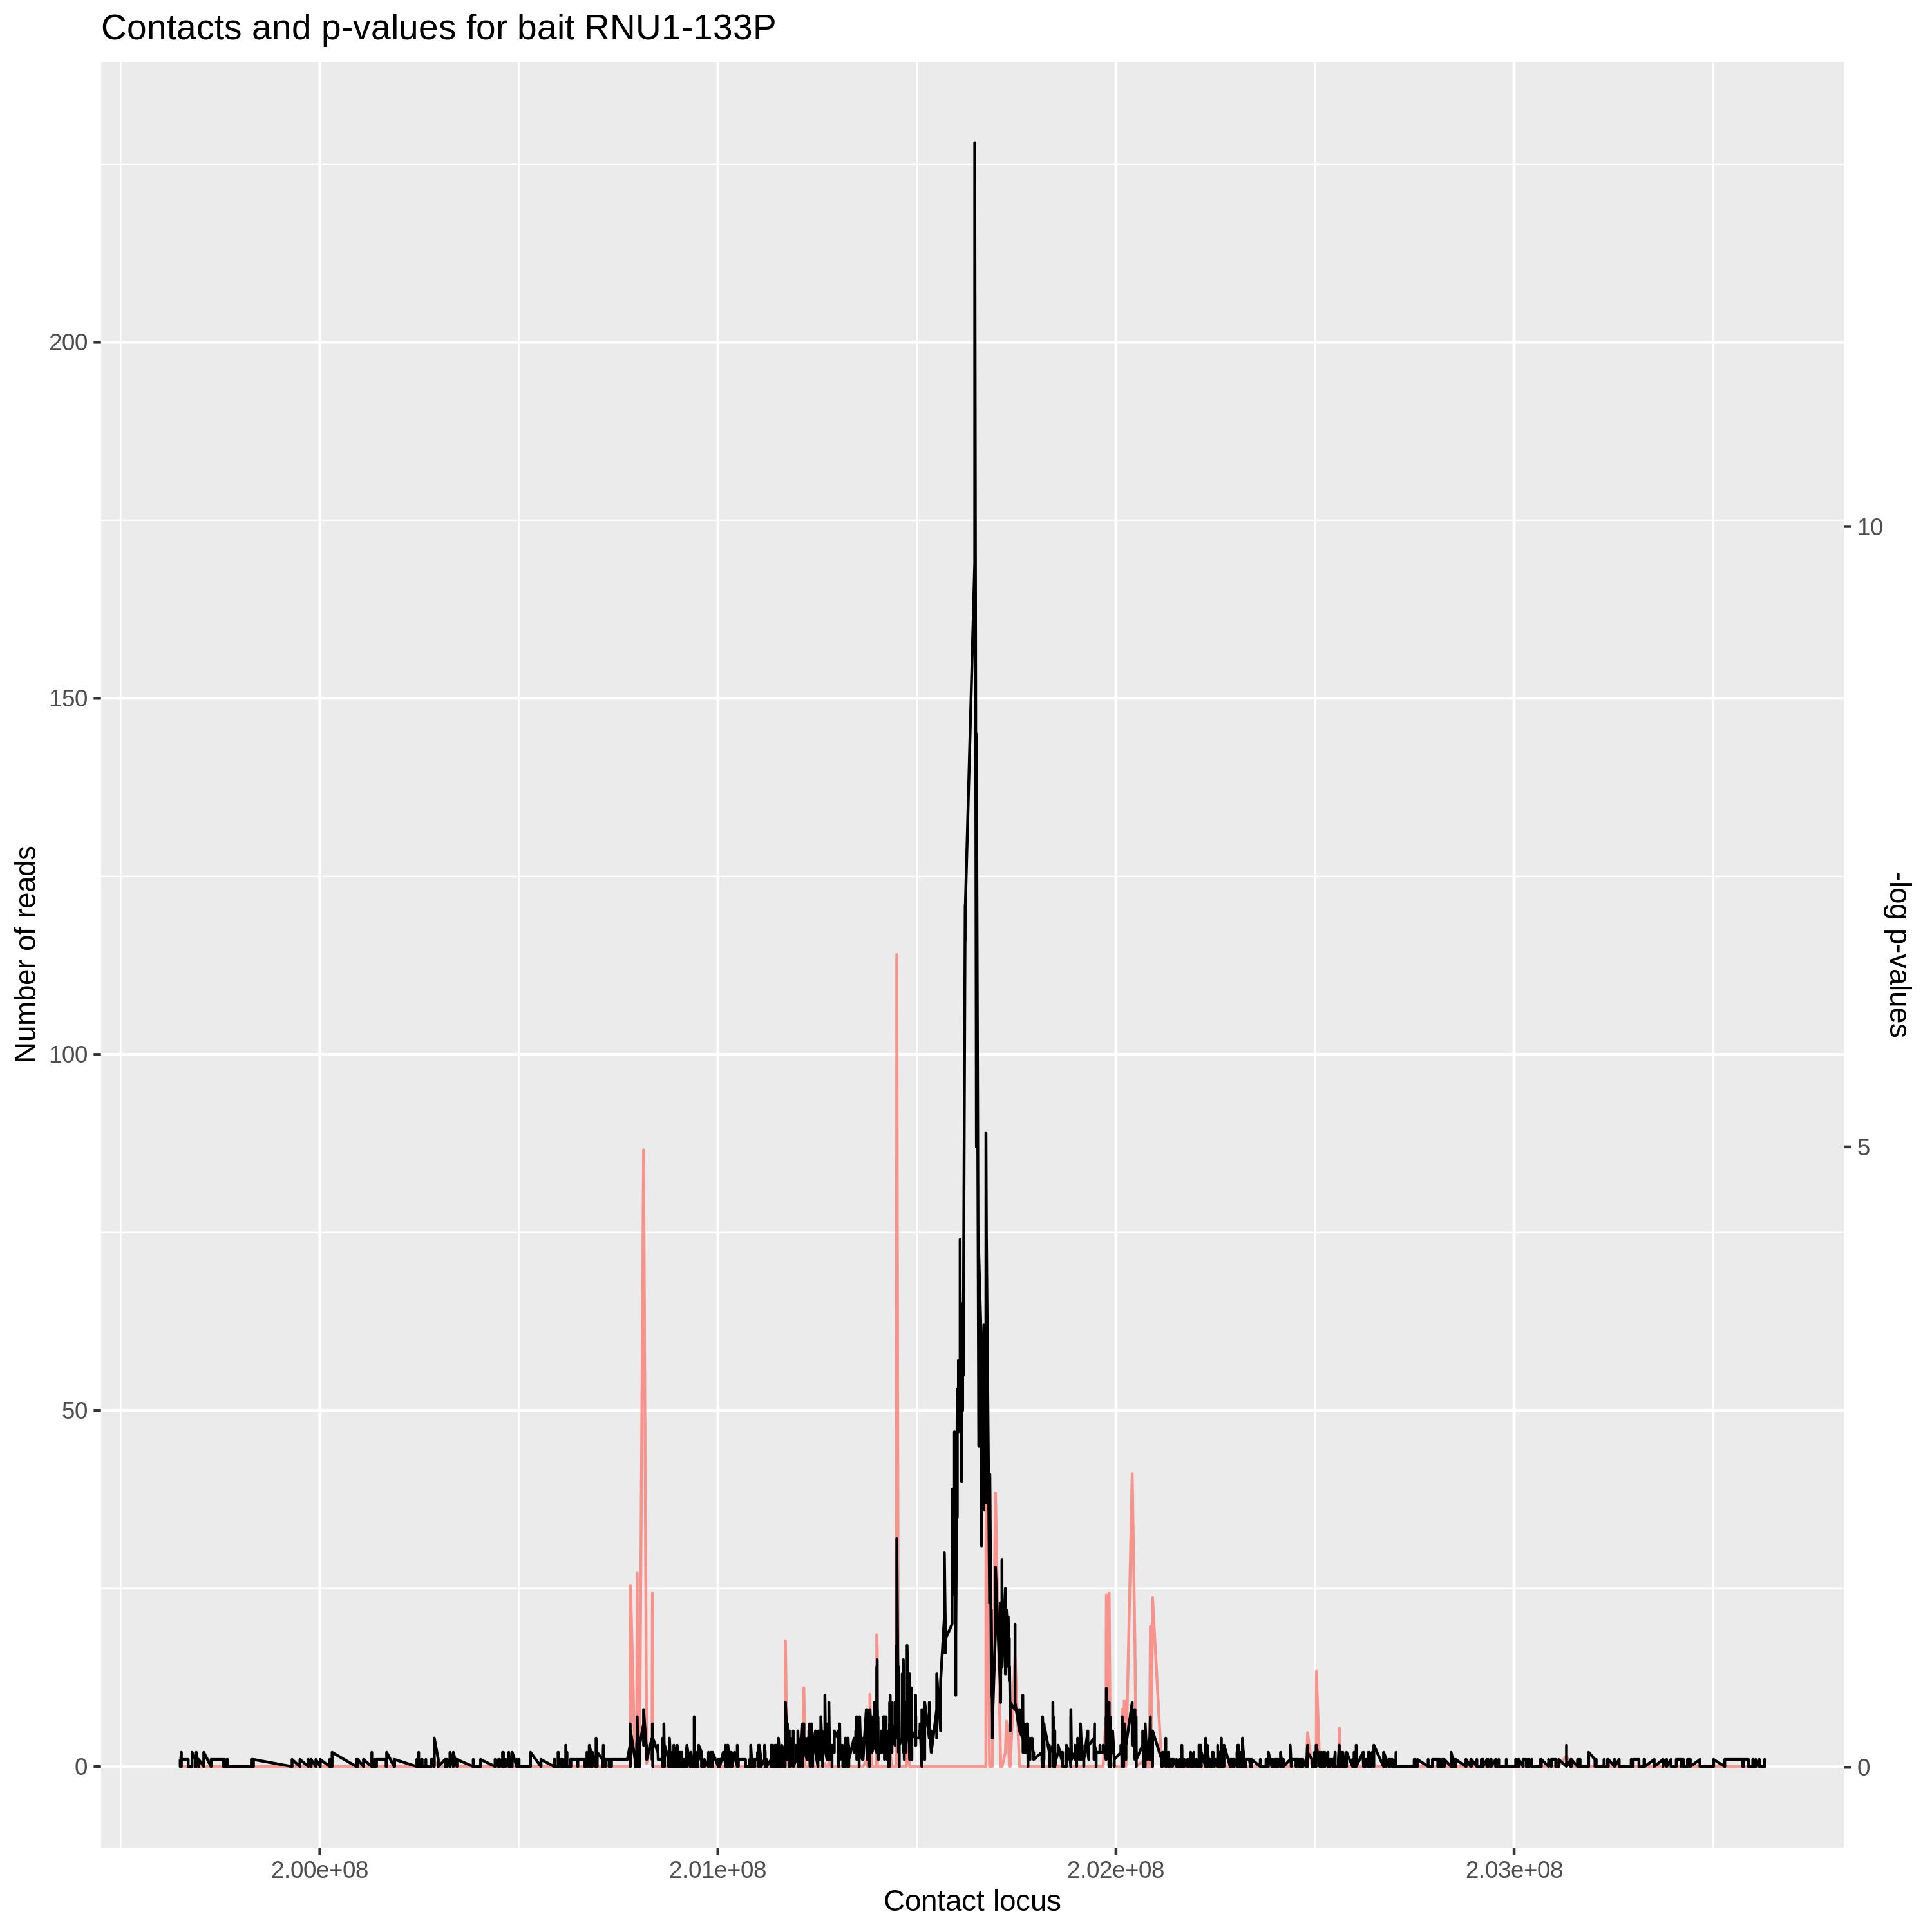 Contacts and p-values for bait RNU1-133P
Number of reads
200
150
100
50
0
10
5
0
-log p-values
2.00e+08
2.01e+08
2.02e+08
2.03e+08
Contact locus